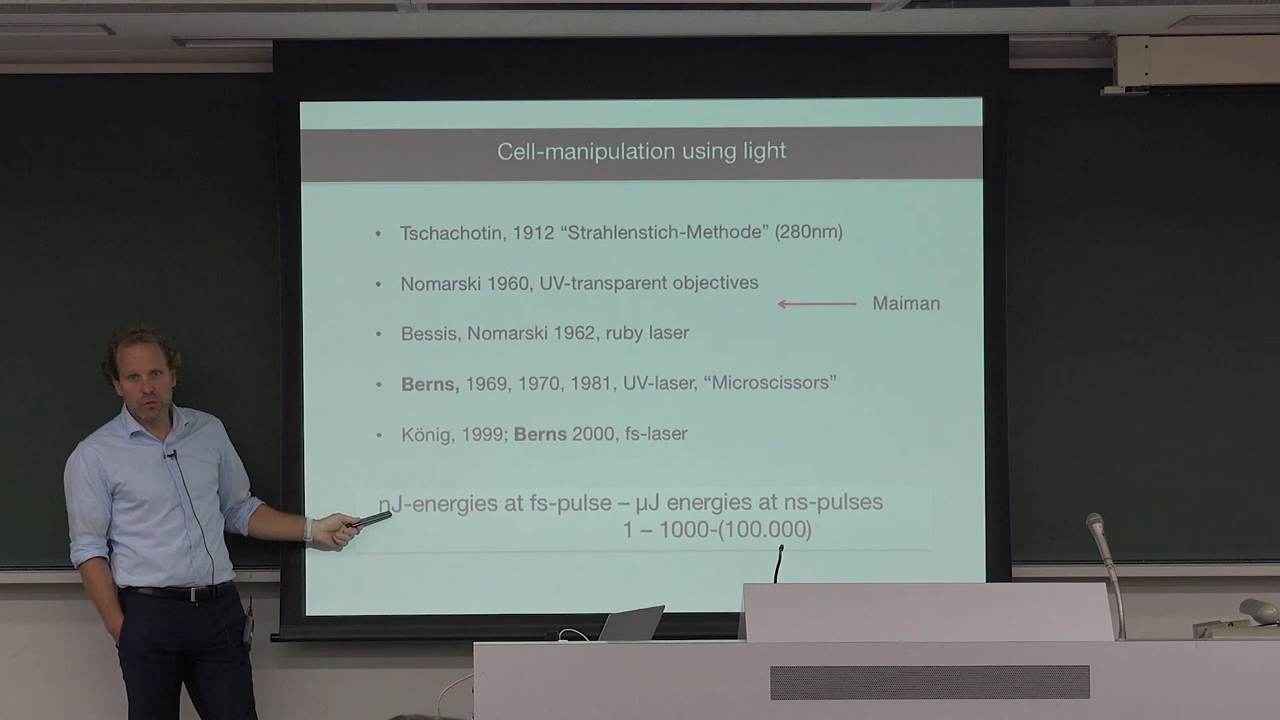 Cell-manipulation using light
• Tschachotin, 1912 “Strahlenstich-Methode” (280nm)
• Nomarski 1960, UV-transparent objectives
Maiman
• Bessis, Nomarski 1962, ruby laser
• Berns, 1969, 1970, 1981, UV-laser, “Microscissors”
• König, 1999; Berns 2000, fs-laser
nJ-energies at fs-pulse – µJ energies at ns-pulses
1 – 1000-(100.000)